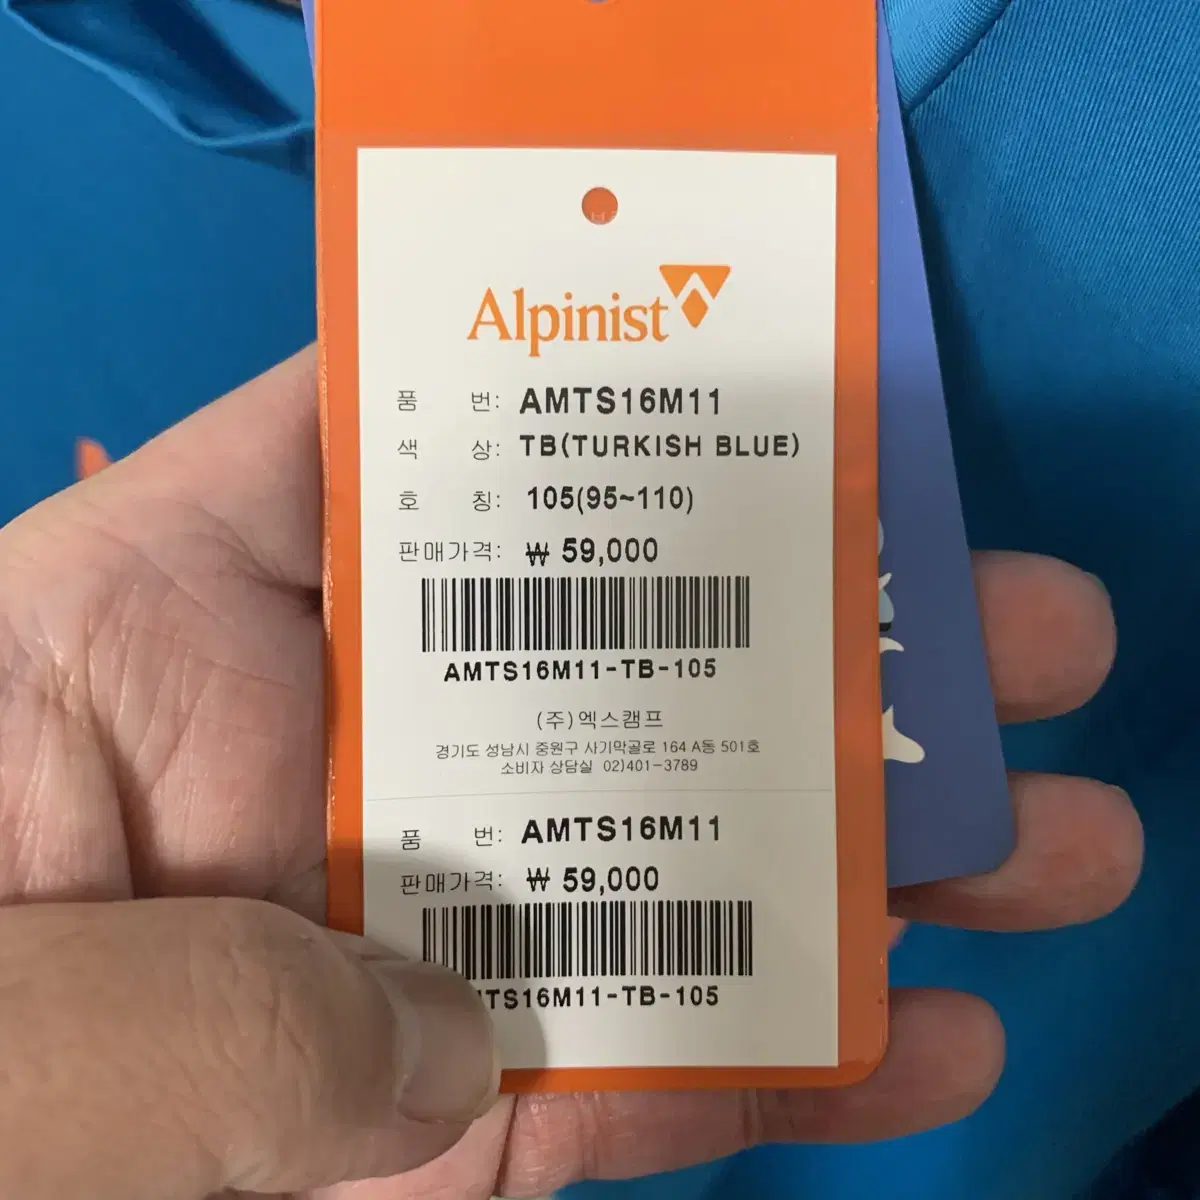 Alpinist
품 번: AMTS16M11
색 상: TB(TURKISH BLUE)
호 칭: 105(95~110)
판매가격: ₩ 59,000
AMTS16M11-TB-105
(주)엑스캠프
경기도 성남시 중원구 사기막골로 164 A동 501호
소비자 상담실 02)401-3789
품 번: AMTS16M11
판매가격: ₩ 59,000
TS16M11-TB-105